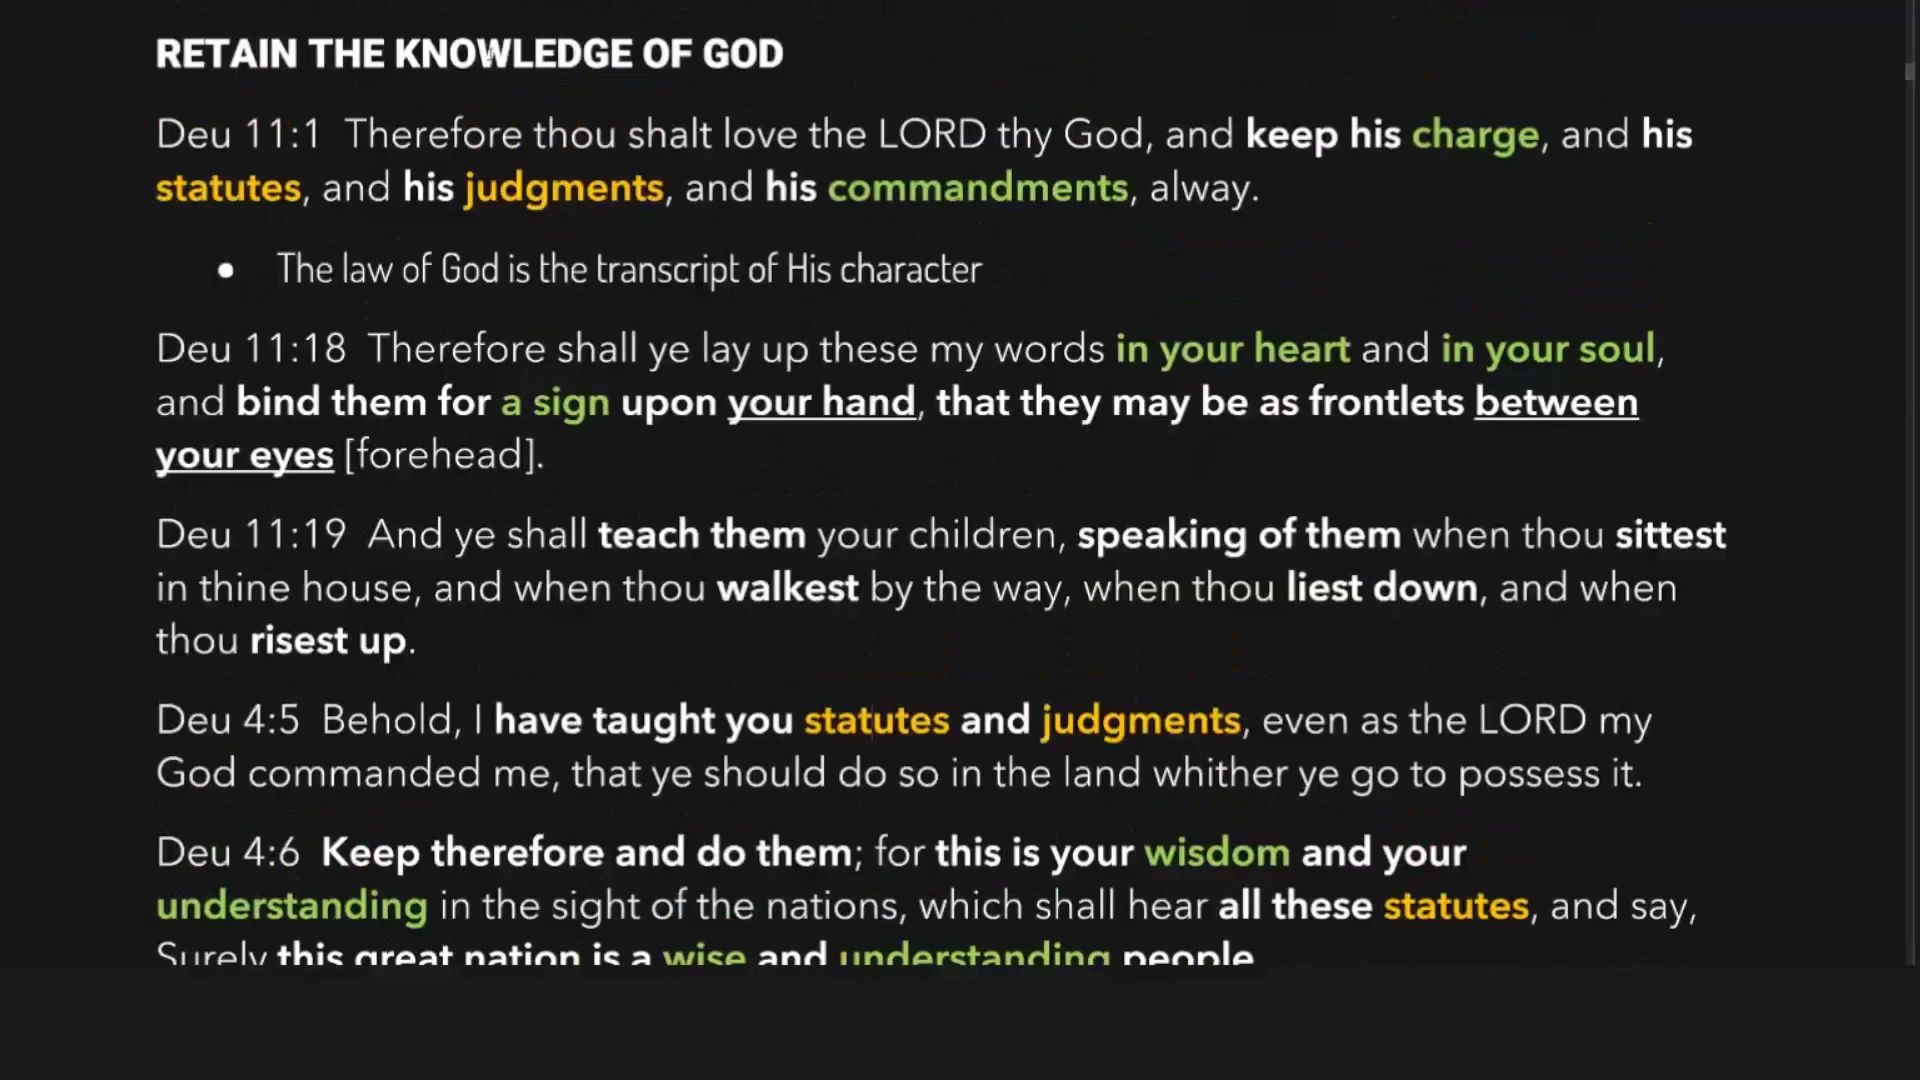 RETAIN THE KNOWLEDGE OF GOD
Deu 11:1 Therefore thou shalt love the LORD thy God, and keep his charge, and his
statutes, and his judgments, and his commandments, alway.
• The law of God is the transcript of His character
Deu 11:18 Therefore shall ye lay up these my words in your heart and in your soul,
and bind them for a sign upon your hand, that they may be as frontlets between
your eyes [forehead].
Deu 11:19 And ye shall teach them your children, speaking of them when thou sittest
in thine house, and when thou walkest by the way, when thou liest down, and when
thou risest up.
Deu 4:5 Behold, I have taught you statutes and judgments, even as the LORD my
God commanded me, that ye should do so in the land whither ye go to possess it.
Deu 4:6 Keep therefore and do them; for this is your wisdom and your
understanding in the sight of the nations, which shall hear all these statutes, and say,
Surely this great nation is a wise and understanding people